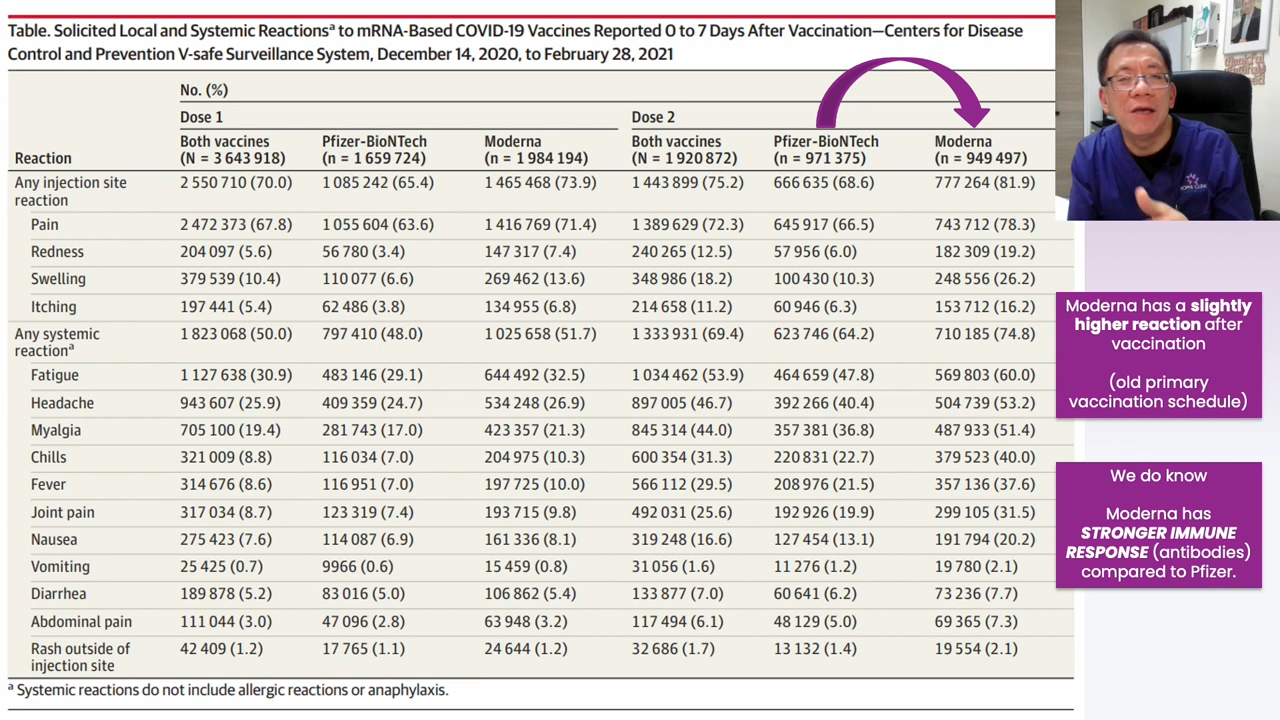 Table. Solicited Local and Systemic Reactionsª to mRNA-Based COVID-19 Vaccines Reported 0 to 7 Days After Vaccination—Centers for Disease
Control and Prevention V-safe Surveillance System, December 14, 2020, to February 28, 2021
No. (%)
Dose 1 Dose 2
Reaction Both vaccines (N = 3 643 918) Pfizer-BioNTech (n = 1 659 724) Moderna (n = 1 984 194) Both vaccines (N = 1 920 872) Pfizer-BioNTech (n = 971 375) Moderna (n = 949 497)
Any injection site reaction 2 550 710 (70.0) 1 085 242 (65.4) 1 465 468 (73.9) 1 443 899 (75.2) 666 635 (68.6) 777 264 (81.9)
Pain 2 472 373 (67.8) 1 055 604 (63.6) 1 416 769 (71.4) 1 389 629 (72.3) 645 917 (66.5) 743 712 (78.3)
Redness 204 097 (5.6) 56 780 (3.4) 147 317 (7.4) 240 265 (12.5) 57 956 (6.0) 182 309 (19.2)
Swelling 379 539 (10.4) 110 077 (6.6) 269 462 (13.6) 348 986 (18.2) 100 430 (10.3) 248 556 (26.2)
Itching 197 441 (5.4) 62 486 (3.8) 134 955 (6.8) 214 658 (11.2) 60 946 (6.3) 153 712 (16.2)
Any systemic reactionª 1 823 068 (50.0) 797 410 (48.0) 1 025 658 (51.7) 1 333 931 (69.4) 623 746 (64.2) 710 185 (74.8)
Fatigue 1 127 638 (30.9) 483 146 (29.1) 644 492 (32.5) 1 034 462 (53.9) 464 659 (47.8) 569 803 (60.0)
Headache 943 607 (25.9) 409 359 (24.7) 534 248 (26.9) 897 005 (46.7) 392 266 (40.4) 504 739 (53.2)
Myalgia 705 100 (19.4) 281 743 (17.0) 423 357 (21.3) 845 314 (44.0) 357 381 (36.8) 487 933 (51.4)
Chills 321 009 (8.8) 116 034 (7.0) 204 975 (10.3) 600 354 (31.3) 220 831 (22.7) 379 523 (40.0)
Fever 314 676 (8.6) 116 951 (7.0) 197 725 (10.0) 566 112 (29.5) 208 976 (21.5) 357 136 (37.6)
Joint pain 317 034 (8.7) 123 319 (7.4) 193 715 (9.8) 492 031 (25.6) 192 926 (19.9) 299 105 (31.5)
Nausea 275 423 (7.6) 114 087 (6.9) 161 336 (8.1) 319 248 (16.6) 127 454 (13.1) 191 794 (20.2)
Vomiting 25 425 (0.7) 9966 (0.6) 15 459 (0.8) 31 056 (1.6) 11 276 (1.2) 19 780 (2.1)
Diarrhea 189 878 (5.2) 83 016 (5.0) 106 862 (5.4) 133 877 (7.0) 60 641 (6.2) 73 236 (7.7)
Abdominal pain 111 044 (3.0) 47 096 (2.8) 63 948 (3.2) 117 494 (6.1) 48 129 (5.0) 69 365 (7.3)
Rash outside of injection site 42 409 (1.2) 17 765 (1.1) 24 644 (1.2) 32 686 (1.7) 13 132 (1.4) 19 554 (2.1)
ª Systemic reactions do not include allergic reactions or anaphylaxis.
Moderna has a slightly
higher reaction after
vaccination
(old primary
vaccination schedule)
We do know
Moderna has
STRONGER IMMUNE
RESPONSE (antibodies)
compared to Pfizer.